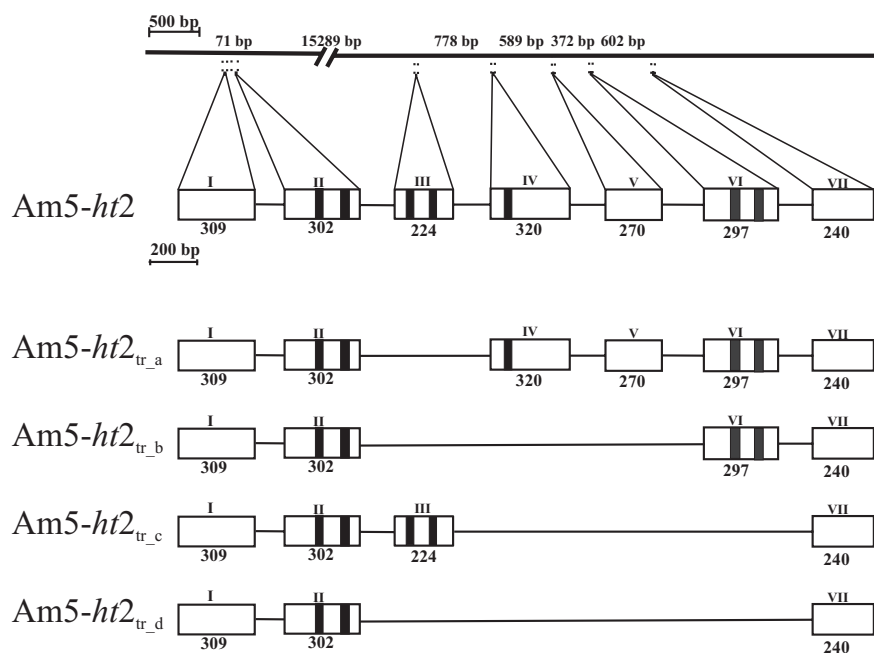 500 bp
71 bp 15289 bp 778 bp 589 bp 372 bp 602 bp
I II III IV V VI VII
Am5-ht2
309 302 224 320 270 297 240
200 bp
I II IV V VI VII
Am5-ht2tr_a
309 302 320 270 297 240
I II VI VII
Am5-ht2tr_b
309 302 297 240
I II III VII
Am5-ht2tr_c
309 302 224 240
I II VII
Am5-ht2tr_d
309 302 240